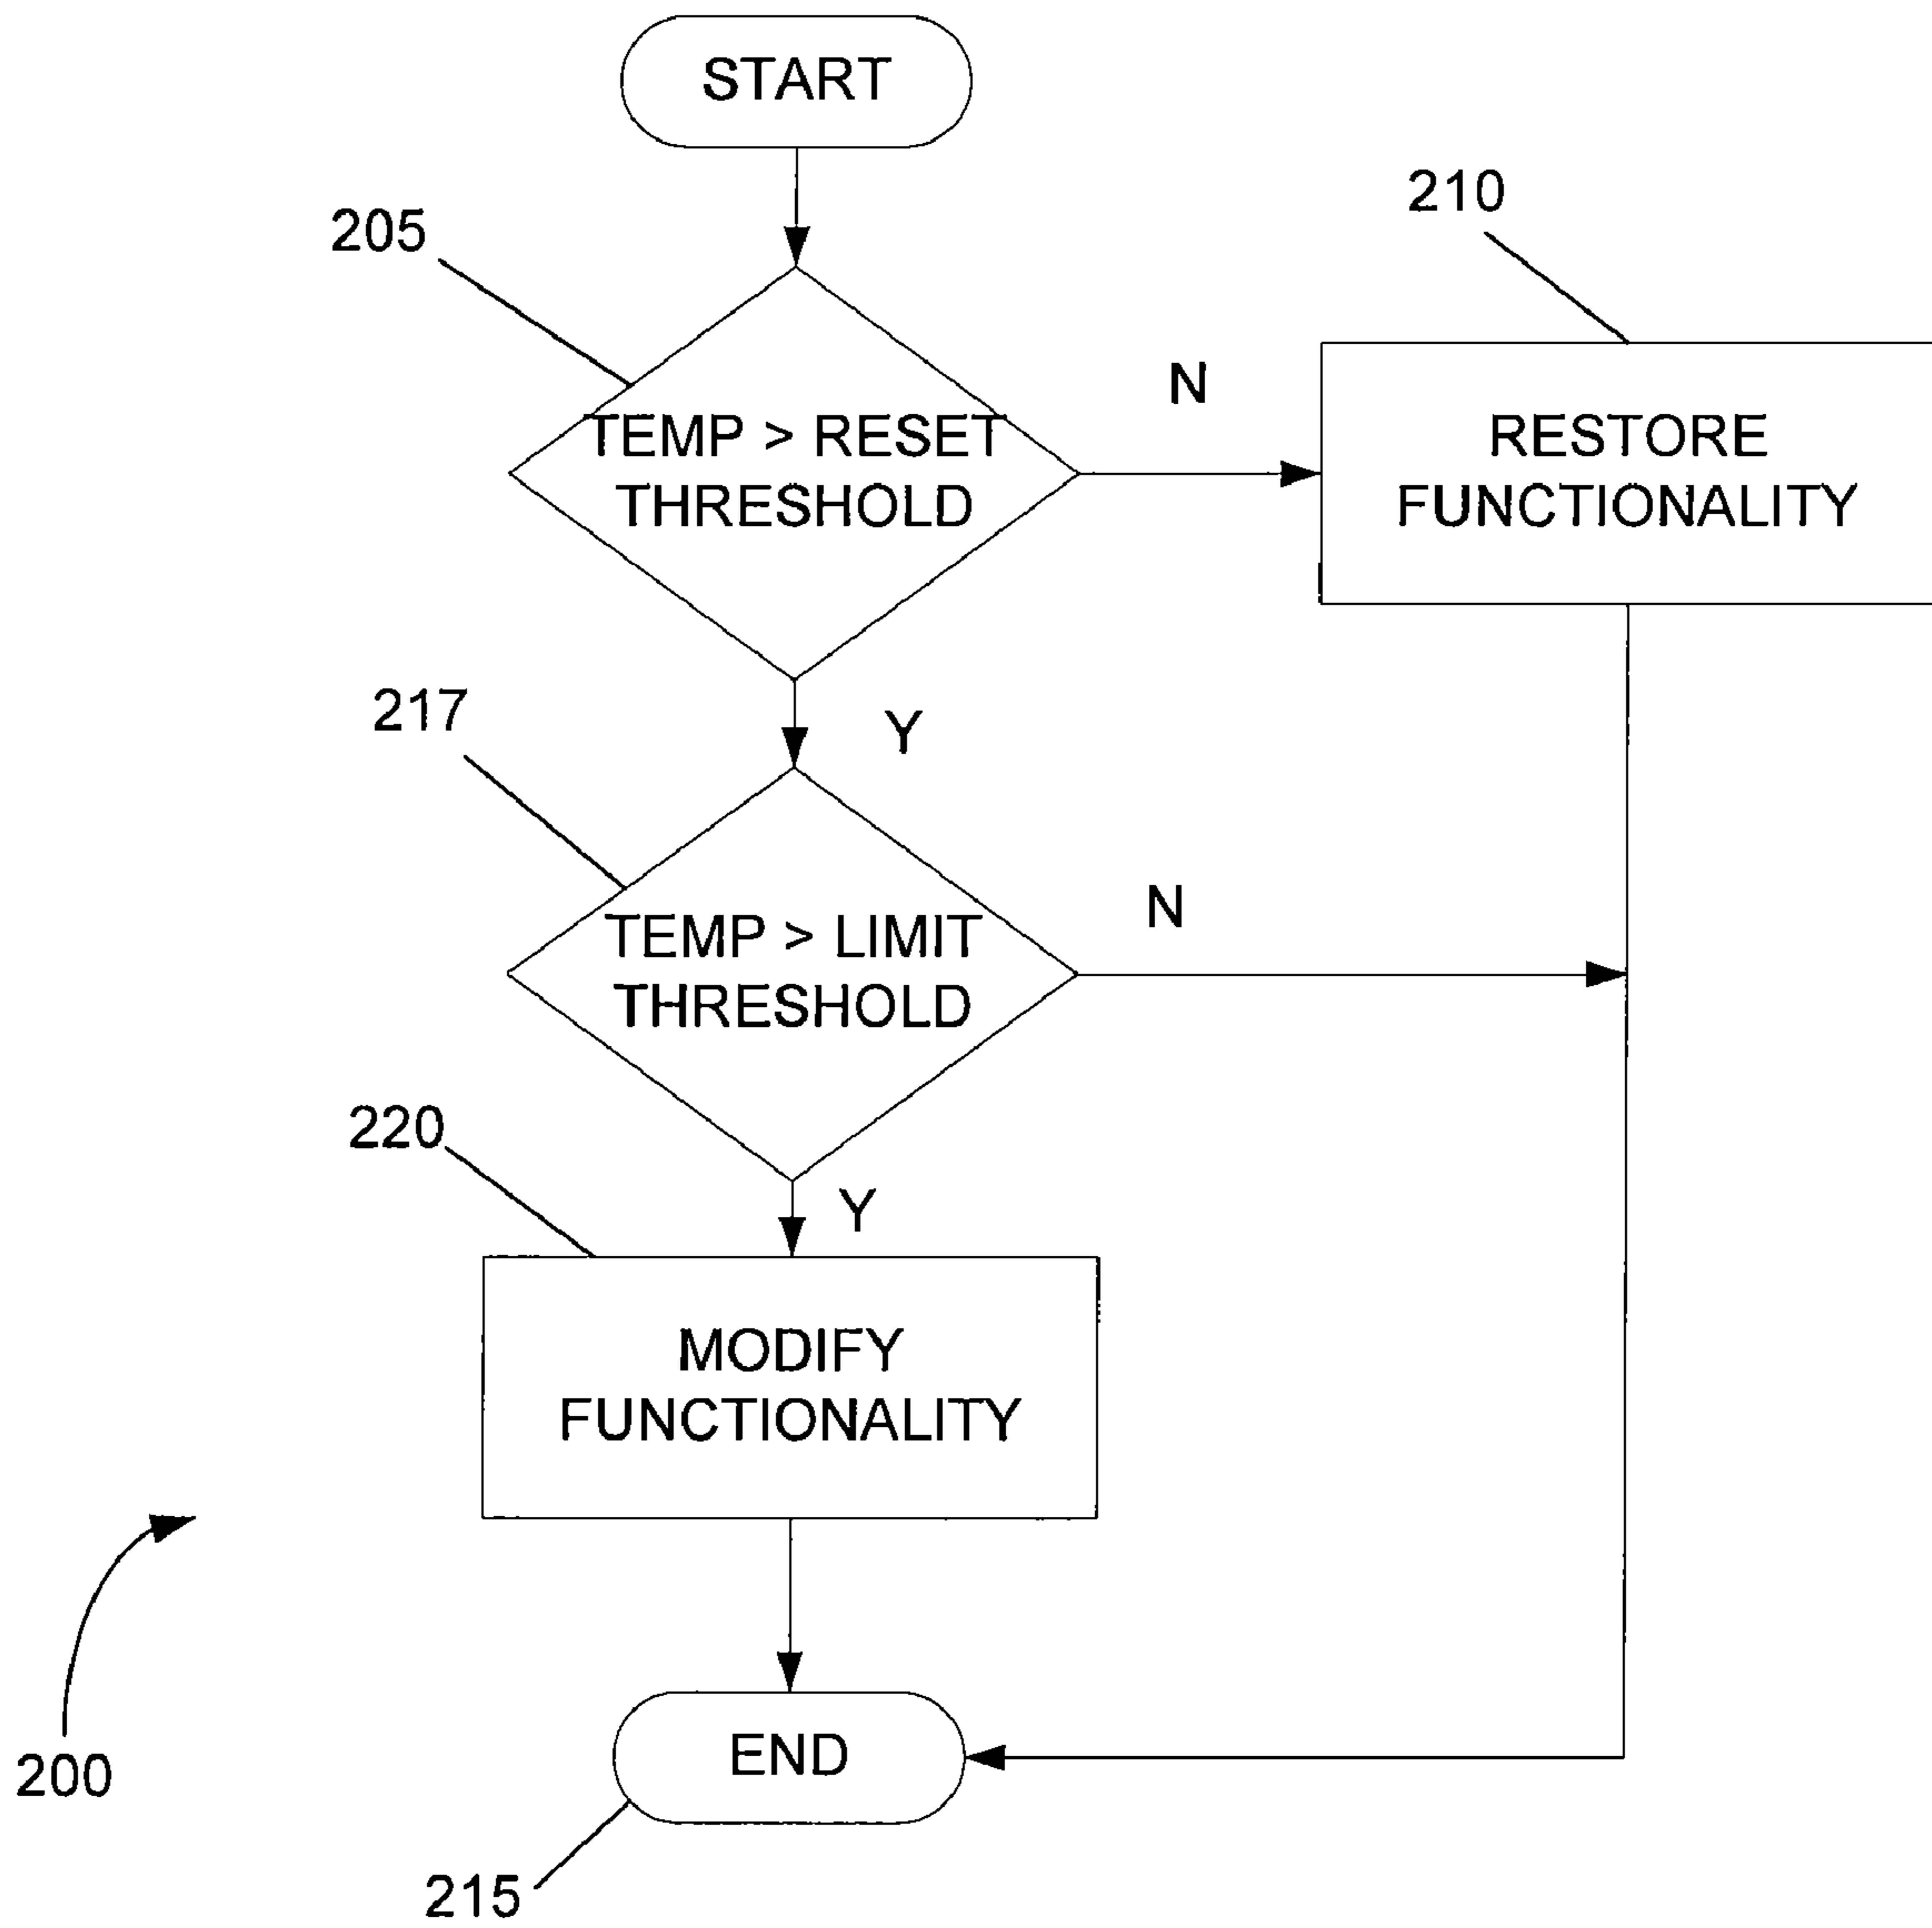 START
205
210
TEMP > RESET
THRESHOLD
N
RESTORE
FUNCTIONALITY
217
Y
TEMP > LIMIT
THRESHOLD
N
220
Y
MODIFY
FUNCTIONALITY
200
END
215